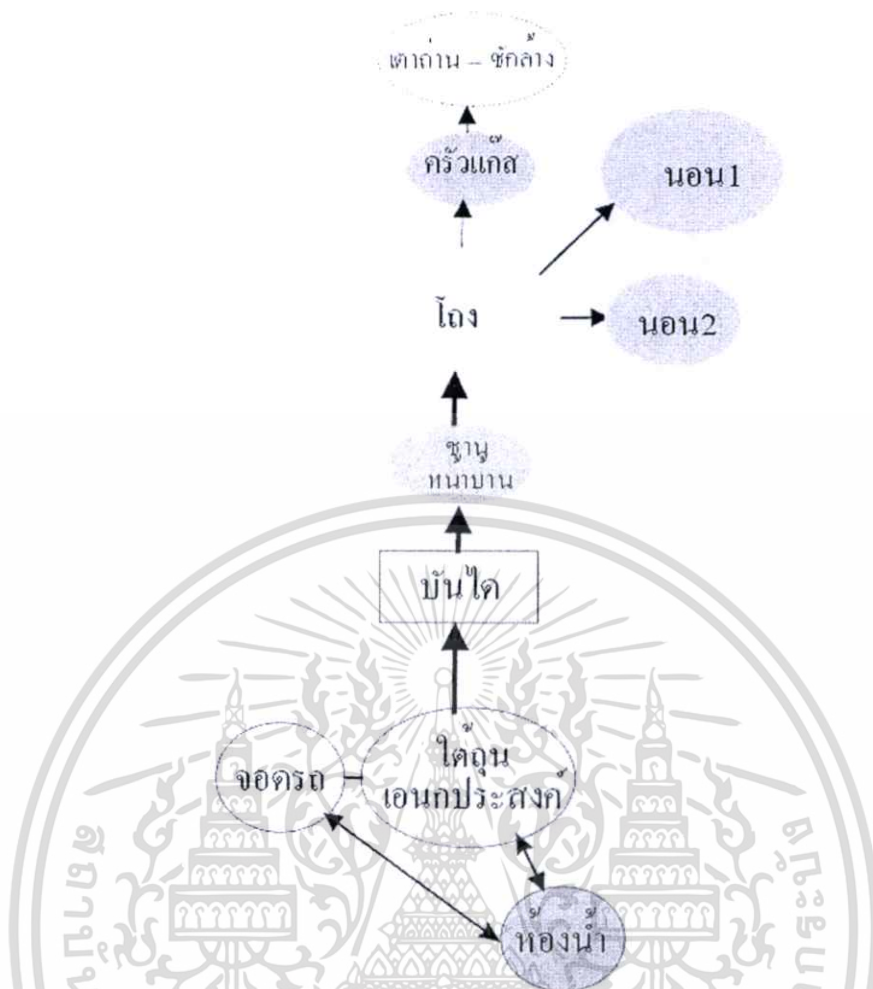 เตาถ่าน – ซักล้าง
ครัวแก๊ส
นอน1
โถง
นอน2
ชาน
หน้าบ้าน
บันได
จอดรถ
ใต้ถุน
เอนกประสงค์
ห้องน้ำ